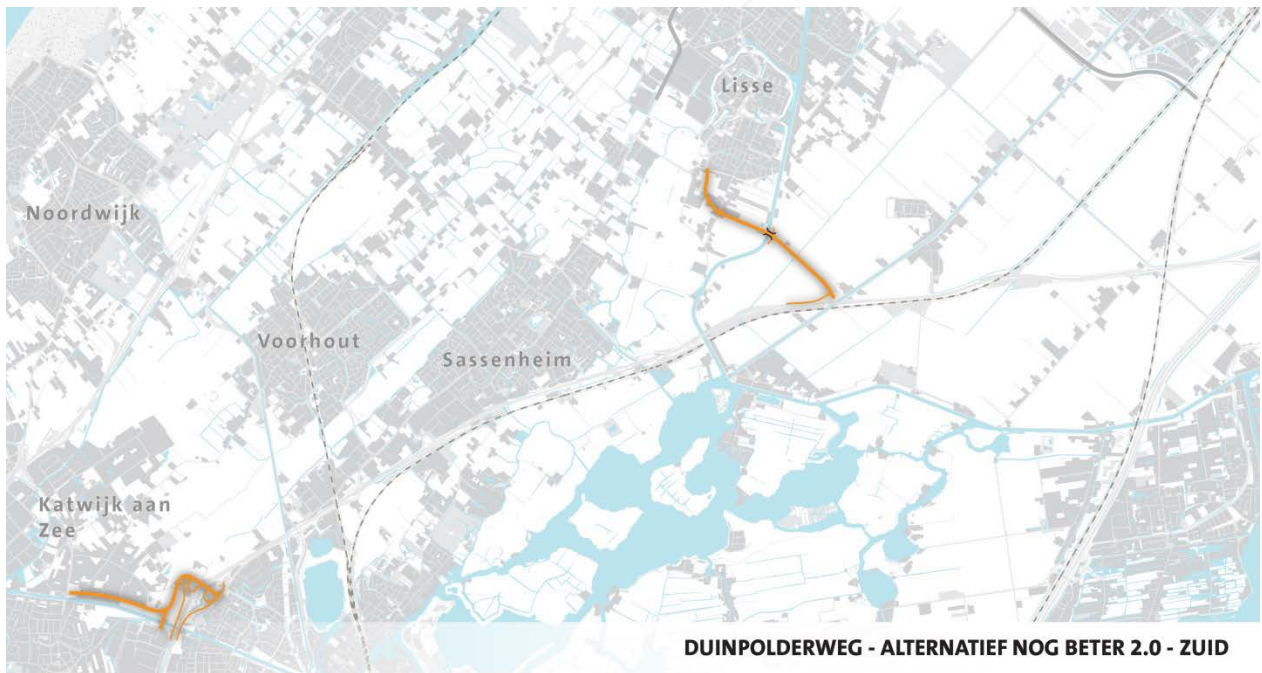 Lisse
Noordwijk
Voorhout
Sassenheim
Katwijk aan
Zee
DUINPOLDERWEG - ALTERNATIEF NOG BETER 2.0 - ZUID